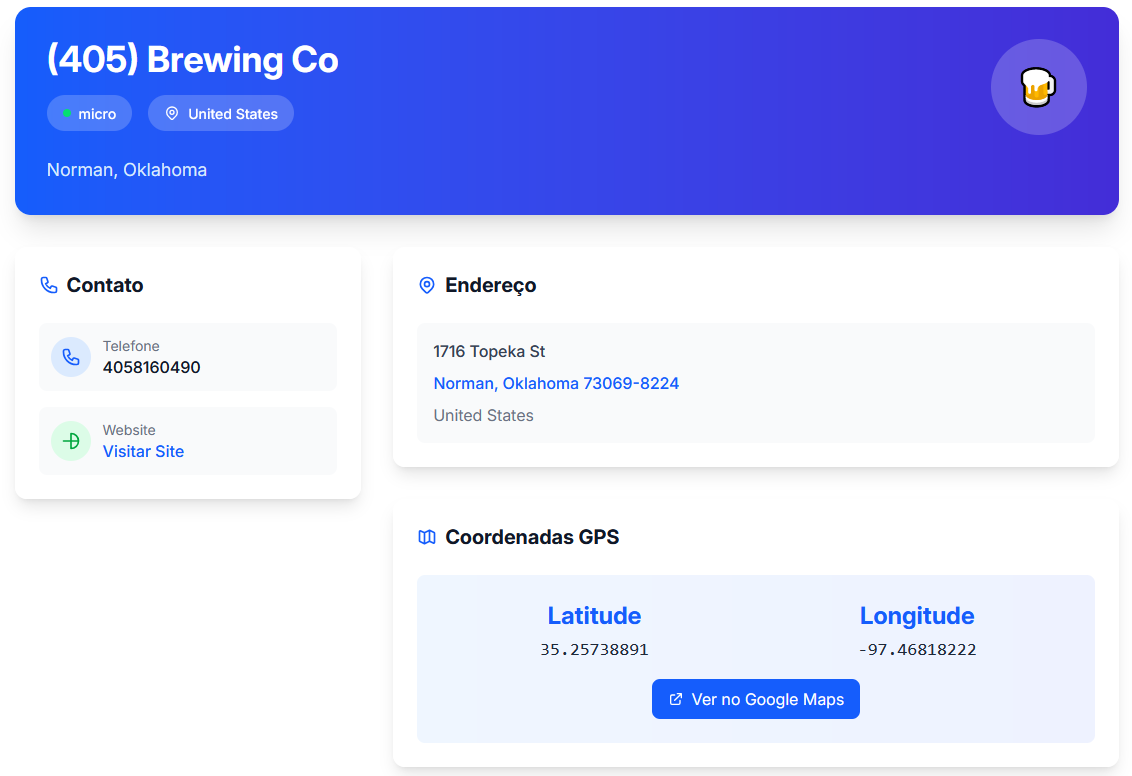 (405) Brewing Co
micro
United States
Norman, Oklahoma
Contato
Telefone
4058160490
Website
Visitar Site
Endereço
1716 Topeka St
Norman, Oklahoma 73069-8224
United States
Coordenadas GPS
Latitude
35.25738891
Longitude
-97.46818222
Ver no Google Maps